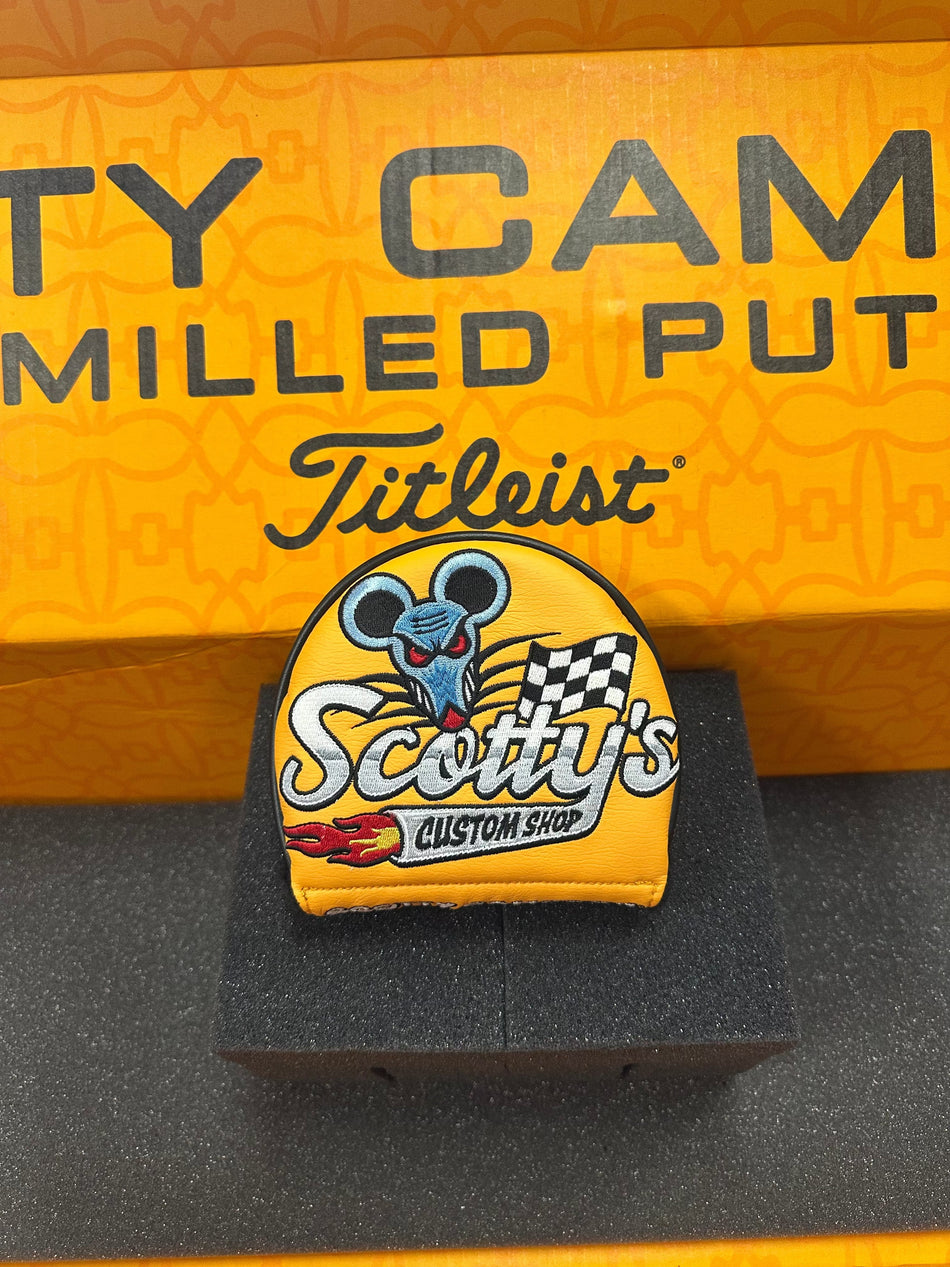 TY CAM
MILLED PUT
Titleist®
Scotty's
CUSTOM SHOP